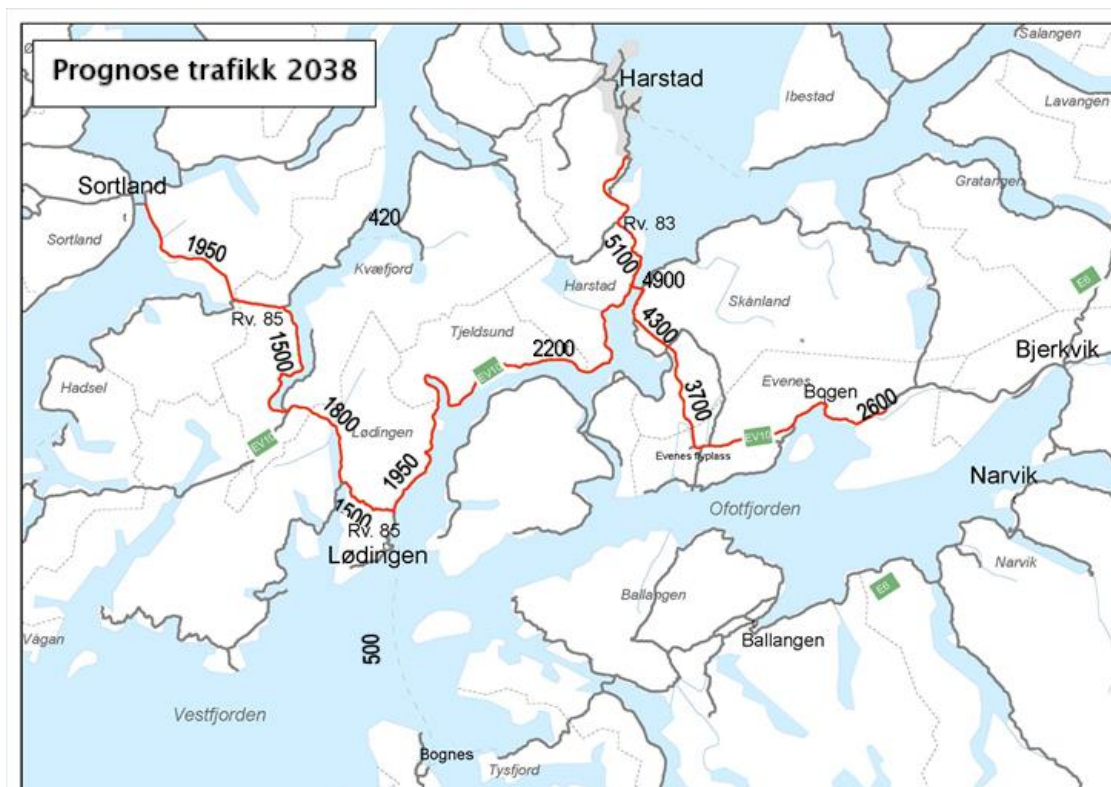 Prognose trafikk 2038
Salangen
Harstad
Ibestad
Lavangen
Sortland
Gratangen
420
Rv. 83
Sortland
1950
Kvæfjord
5100
E6
Harstad
4900
Skånland
Rv. 85
4300
Tjeldsund
1500
2200
Bjerkvik
EV10
Hadsel
3700
Evenes
Bogen
2600
1800
Lødingen
EV10
EV10
1950
Evenes flyplass
Narvik
1500
Ofotfjorden
Rv. 85
Lødingen
Narvik
E6
Ballangen
Vågan
Ballangen
500
Vestfjorden
Bognes
Tysfjord